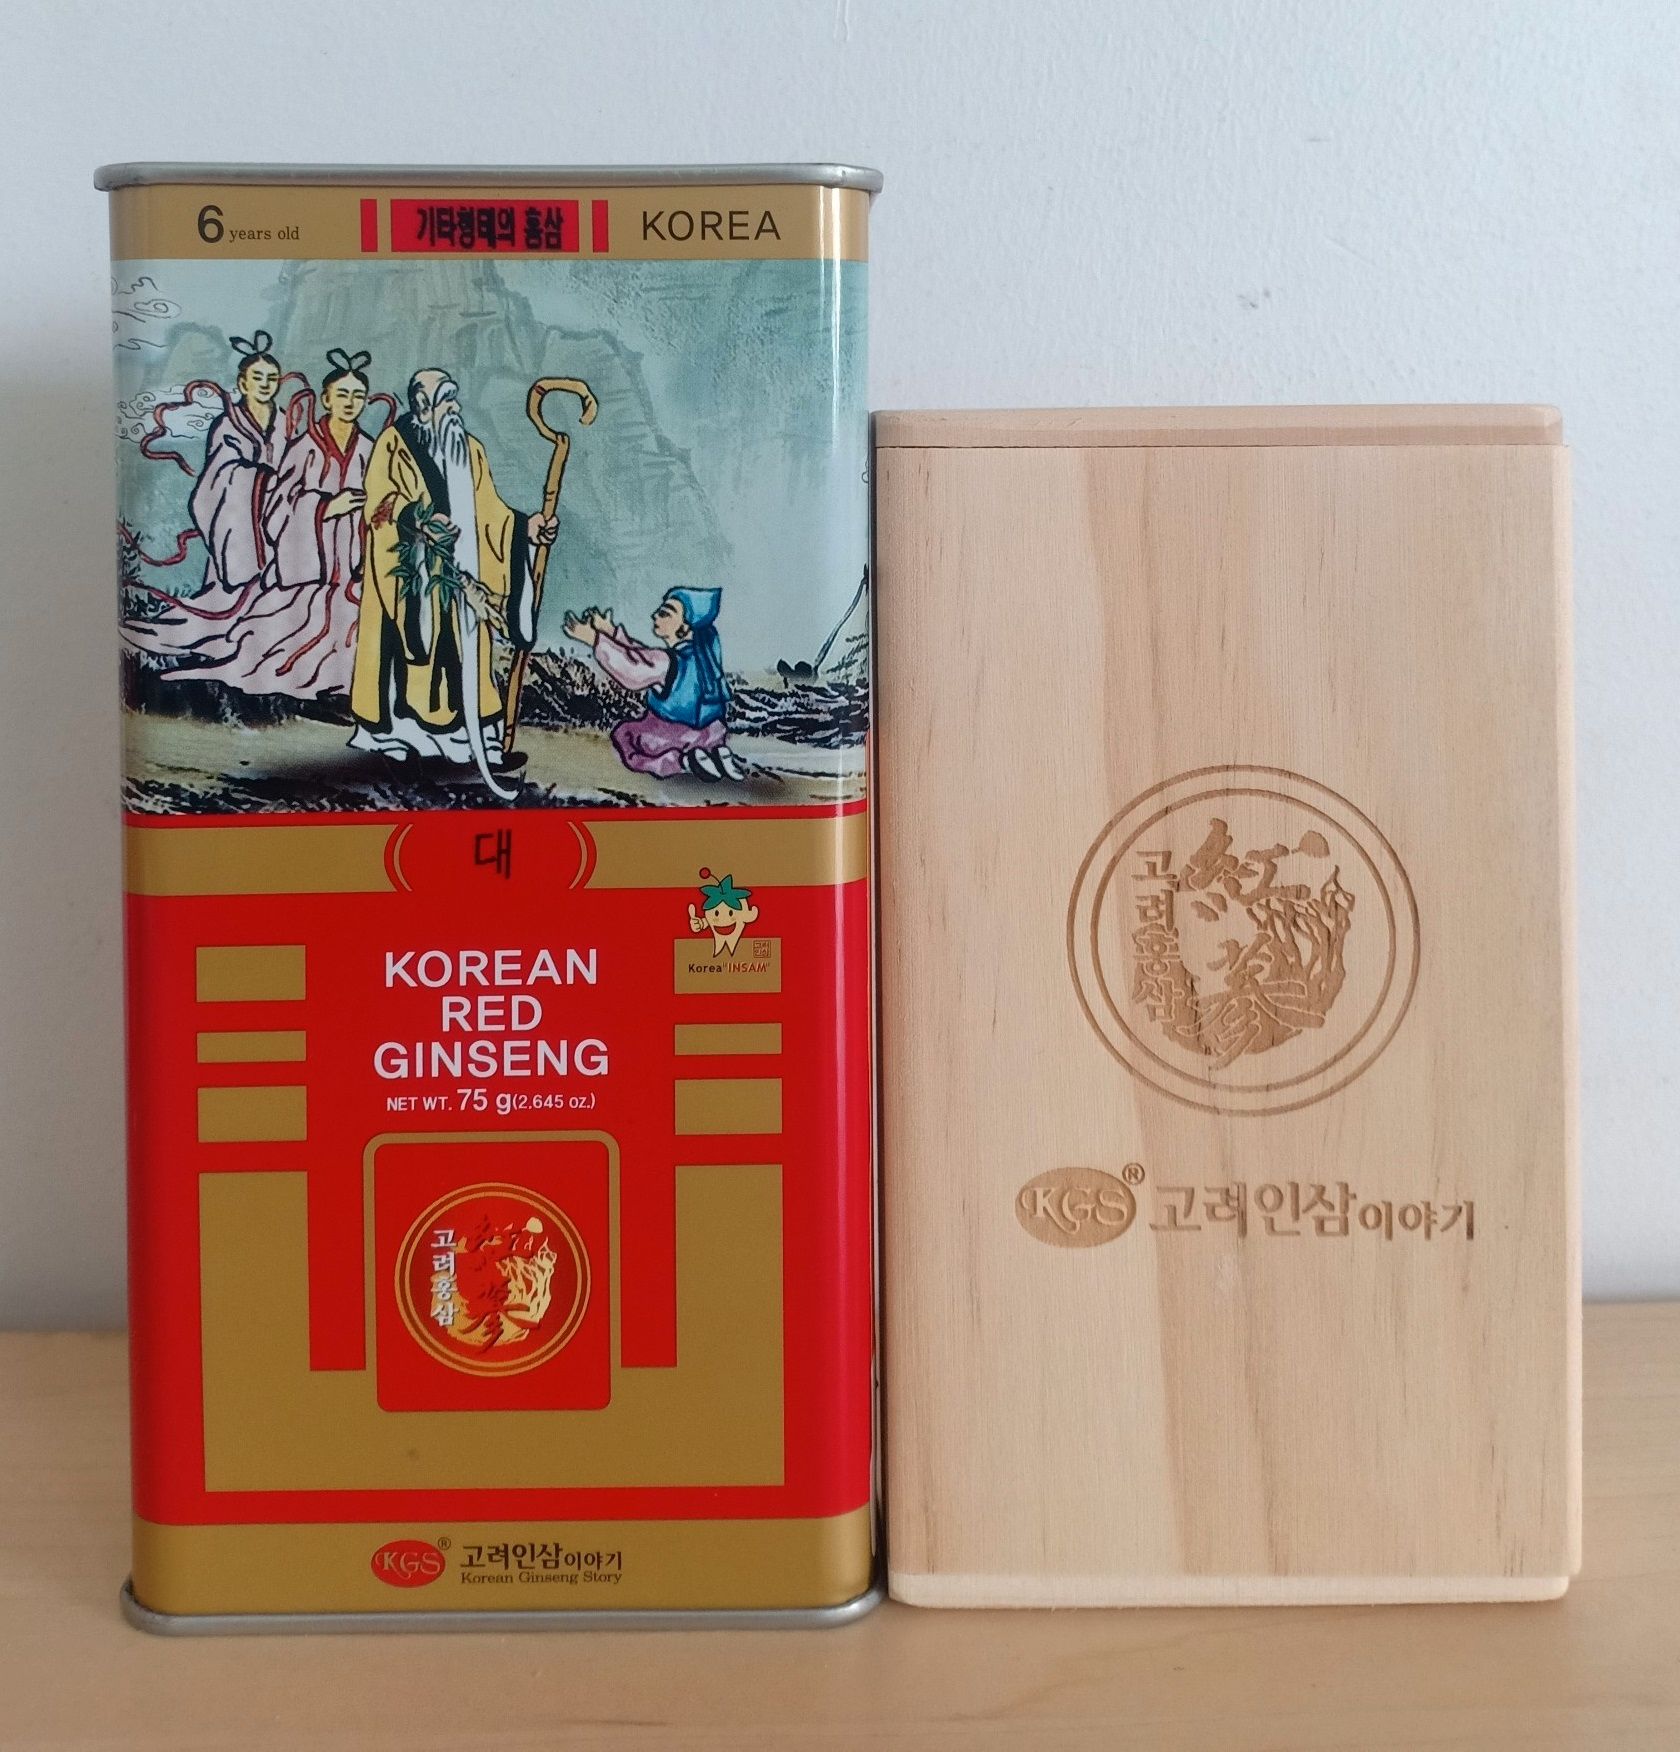 6 years old
기타형태의 홍삼
KOREA
대
Korea "INSAM"
KOREAN
RED
GINSENG
NET WT. 75 g(2.645 oz.)
고려홍삼
紅蔘
KGS® 고려인삼이야기
Korean Ginseng Story
고려홍삼
紅蔘
KGS® 고려인삼이야기